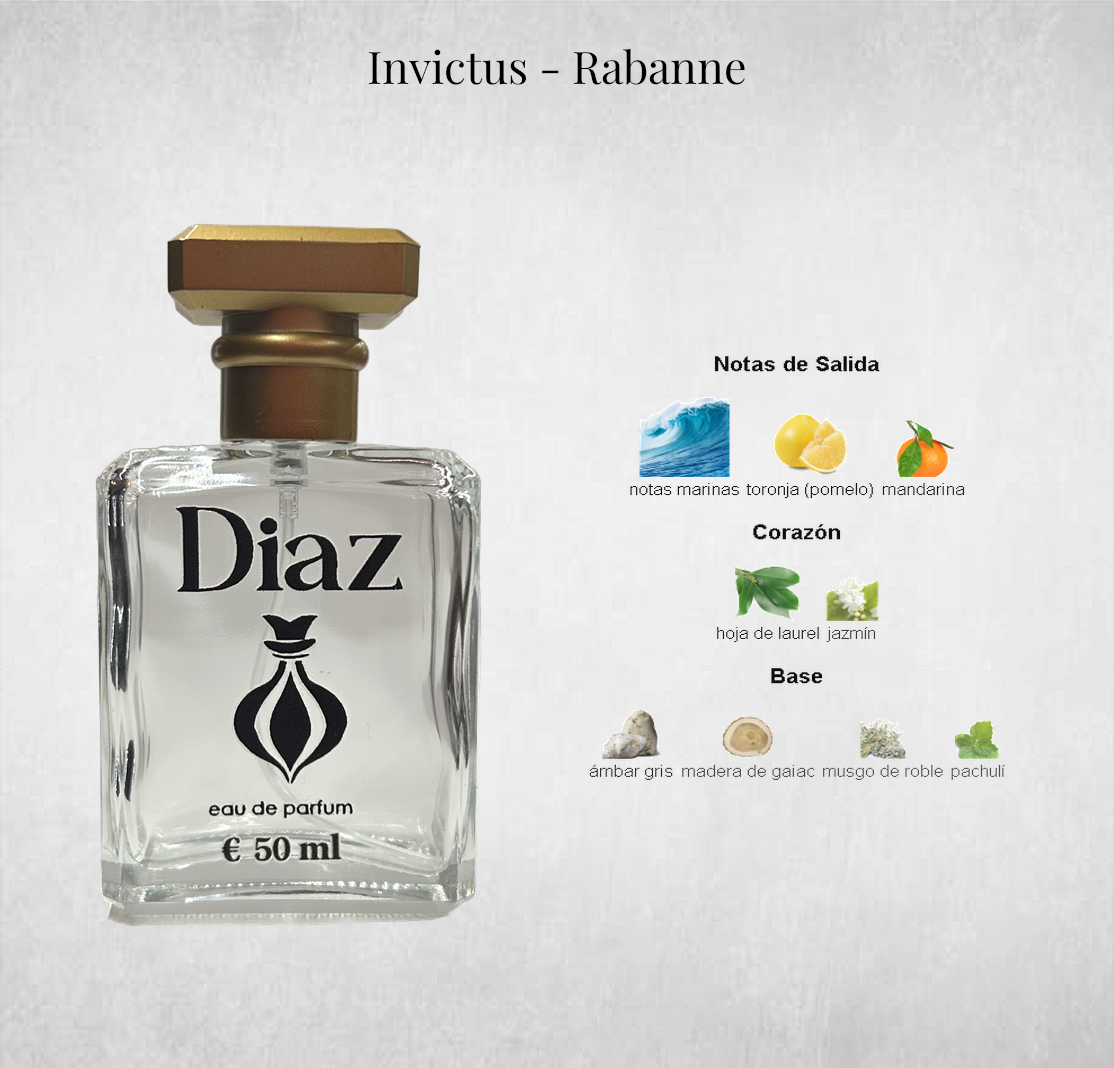 Invictus - Rabanne
Diaz
eau de parfum
€ 50 ml
Notas de Salida
notas marinas toronja (pomelo) mandarina
Corazón
hoja de laurel jazmín
Base
ámbar gris madera de gaiac musgo de roble pachulí